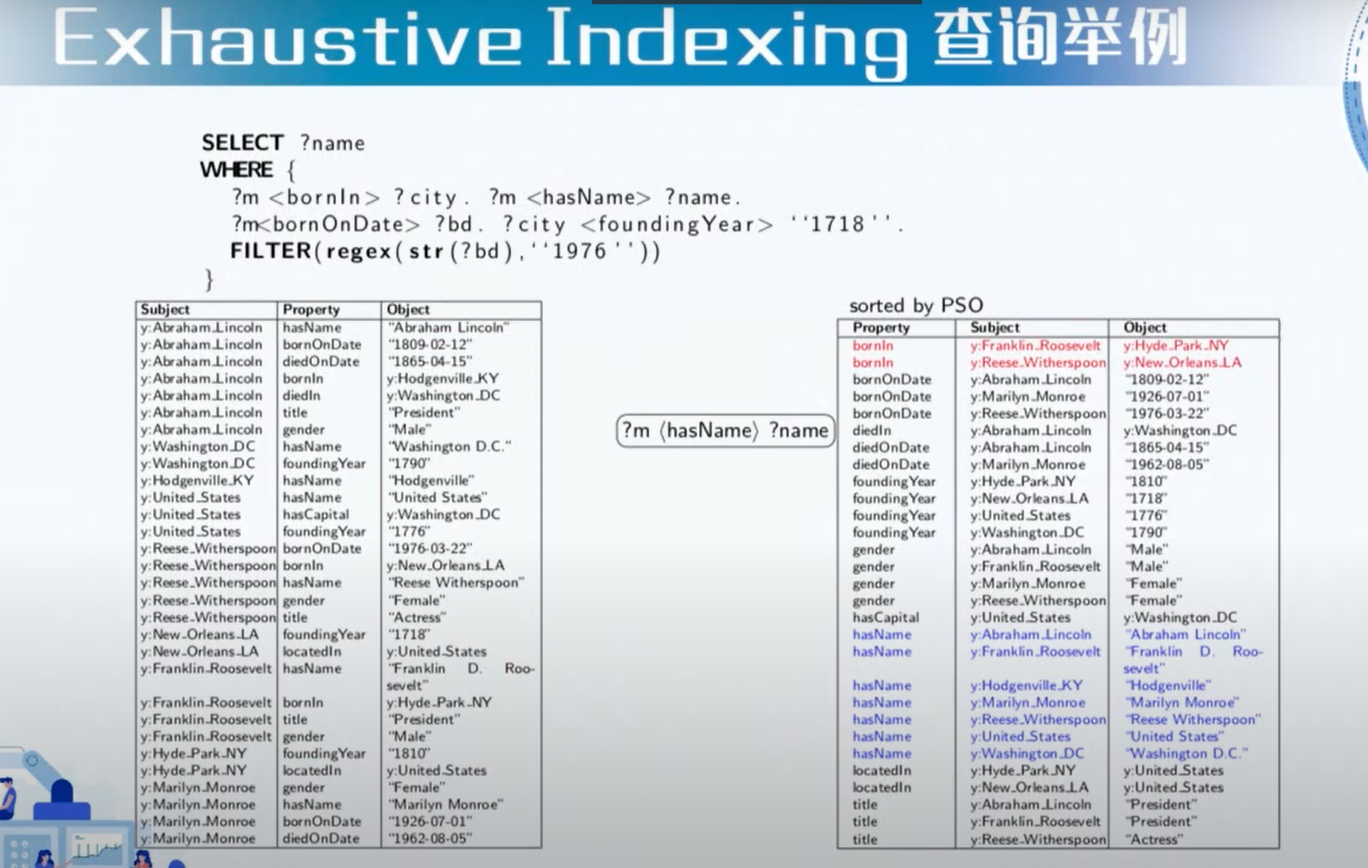 Exhaustive Indexing 查询举例
SELECT ?name
WHERE {
?m <bornIn> ?city. ?m <hasName> ?name.
?m<bornOnDate> ?bd. ?city <foundingYear> ‘‘1718’’.
FILTER(regex(str(?bd),‘‘1976’’))
}
Subject Property Object
y:Abraham_Lincoln hasName "Abraham Lincoln"
y:Abraham_Lincoln bornOnDate "1809-02-12"
y:Abraham_Lincoln diedOnDate "1865-04-15"
y:Abraham_Lincoln bornIn y:Hodgenville_KY
y:Abraham_Lincoln diedIn y:Washington_DC
y:Abraham_Lincoln title "President"
y:Abraham_Lincoln gender "Male"
y:Washington_DC hasName "Washington D.C."
y:Washington_DC foundingYear "1790"
y:Hodgenville_KY hasName "Hodgenville"
y:United_States hasName "United States"
y:United_States hasCapital y:Washington_DC
y:United_States foundingYear "1776"
y:Reese_Witherspoon bornOnDate "1976-03-22"
y:Reese_Witherspoon bornIn y:New_Orleans_LA
y:Reese_Witherspoon hasName "Reese Witherspoon"
y:Reese_Witherspoon gender "Female"
y:Reese_Witherspoon title "Actress"
y:New_Orleans_LA foundingYear "1718"
y:New_Orleans_LA locatedIn y:United_States
y:Franklin_Roosevelt hasName "Franklin D. Roo-
sevelt"
y:Franklin_Roosevelt bornIn y:Hyde_Park_NY
y:Franklin_Roosevelt title "President"
y:Franklin_Roosevelt gender "Male"
y:Hyde_Park_NY foundingYear "1810"
y:Hyde_Park_NY locatedIn y:United_States
y:Marilyn_Monroe gender "Female"
y:Marilyn_Monroe hasName "Marilyn Monroe"
y:Marilyn_Monroe bornOnDate "1926-07-01"
y:Marilyn_Monroe diedOnDate "1962-08-05"
?m ⟨hasName⟩ ?name
sorted by PSO
Property Subject Object
bornIn y:Franklin_Roosevelt y:Hyde_Park_NY
bornIn y:Reese_Witherspoon y:New_Orleans_LA
bornOnDate y:Abraham_Lincoln "1809-02-12"
bornOnDate y:Marilyn_Monroe "1926-07-01"
bornOnDate y:Reese_Witherspoon "1976-03-22"
diedIn y:Abraham_Lincoln y:Washington_DC
diedOnDate y:Abraham_Lincoln "1865-04-15"
diedOnDate y:Marilyn_Monroe "1962-08-05"
foundingYear y:Hyde_Park_NY "1810"
foundingYear y:New_Orleans_LA "1718"
foundingYear y:United_States "1776"
foundingYear y:Washington_DC "1790"
gender y:Abraham_Lincoln "Male"
gender y:Franklin_Roosevelt "Male"
gender y:Marilyn_Monroe "Female"
gender y:Reese_Witherspoon "Female"
hasCapital y:United_States y:Washington_DC
hasName y:Abraham_Lincoln "Abraham Lincoln"
hasName y:Franklin_Roosevelt "Franklin D. Roo-
sevelt"
hasName y:Hodgenville_KY "Hodgenville"
hasName y:Marilyn_Monroe "Marilyn Monroe"
hasName y:Reese_Witherspoon "Reese Witherspoon"
hasName y:United_States "United States"
hasName y:Washington_DC "Washington D.C."
locatedIn y:Hyde_Park_NY y:United_States
locatedIn y:New_Orleans_LA y:United_States
title y:Abraham_Lincoln "President"
title y:Franklin_Roosevelt "President"
title y:Reese_Witherspoon "Actress"